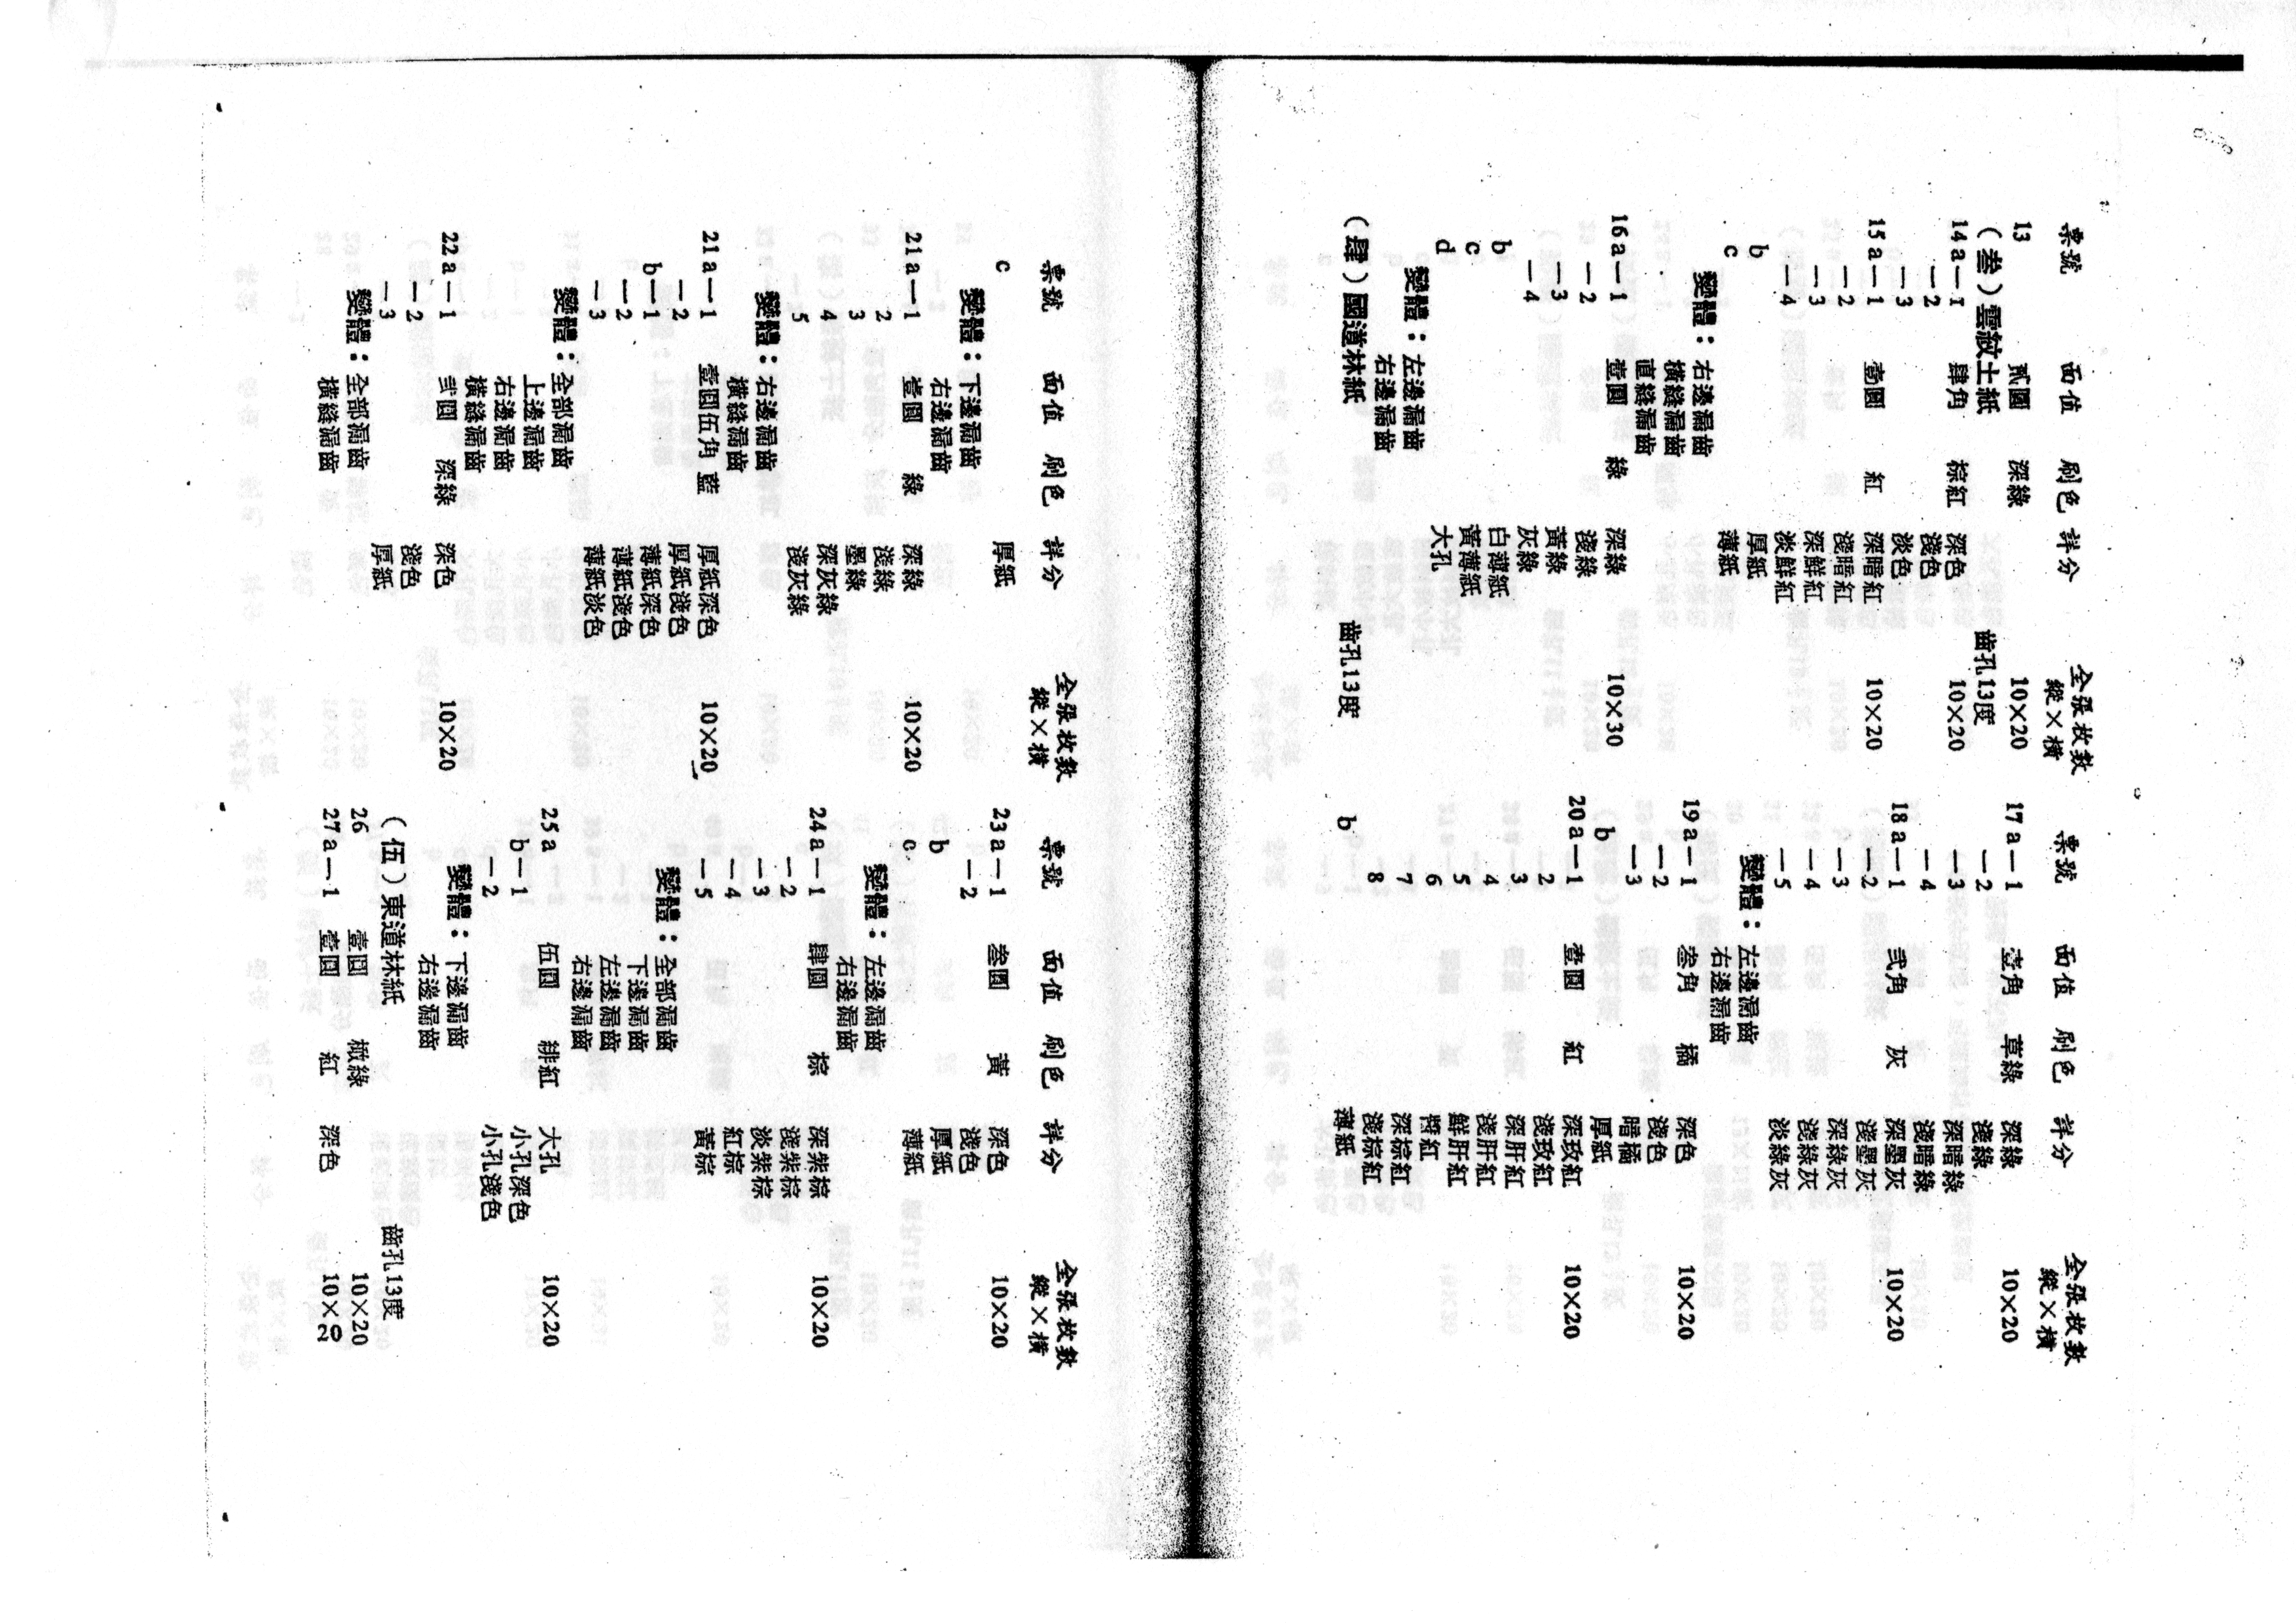 票號 面位 刷色 詳分 全張枚數
縱×橫
13 貳圓 深綠 10×20
(叁)雲紋土紙 齒孔13度
14a—1 肆角 棕紅 深色 10×20
—2 淺色
—3 淡色
15a—1 壹圓 紅 深暗紅 10×20
—2 淺暗紅
—3 深鮮紅
—4 淡鮮紅
b 厚紙
c 薄紙
變體：右邊漏齒
橫縫漏齒
直縫漏齒
16a—1 壹圓 綠 深綠 10×30
—2 淺綠
—3 黃綠
—4 灰綠
b 白薄紙
c 黃薄紙
d 大孔
變體：左邊漏齒
右邊漏齒
(肆)國道林紙 齒孔13度
票號 面位 刷色 詳分 全張枚數
縱×橫
17a—1 壹角 草綠 深綠 10×20
—2 淺綠
—3 深暗綠
—4 淺暗綠
18a—1 弍角 灰 深墨灰 10×20
—2 淺墨灰
—3 深綠灰
—4 淺綠灰
—5 淡綠灰
變體：左邊漏齒
右邊漏齒
19a—1 叁角 橘 深色 10×20
—2 淺色
—3 暗橘
b 厚紙
20a—1 壹圓 紅 深玫紅 10×20
2 淺玫紅
3 深肝紅
4 淺肝紅
5 鮮肝紅
6 醬紅
7 深棕紅
8 淺棕紅
b 薄紙
票號 面位 刷色 詳分 全張枚數
縱×橫
c 厚紙
變體：下邊漏齒
右邊漏齒
21a—1 壹圓 綠 深綠 10×20
2 淺綠
3 墨綠
4 深灰綠
5 淺灰綠
變體：右邊漏齒
橫縫漏齒
21a—1 壹圓伍角 藍 厚紙深色 10×20
—2 厚紙淺色
b—1 薄紙深色
—2 薄紙淺色
—3 薄紙淡色
變體：全部漏齒
上邊漏齒
右邊漏齒
橫縫漏齒
22a—1 弍圓 深綠 深色 10×20
—2 淺色
—3 厚紙
變體：全部漏齒
橫縫漏齒
票號 面位 刷色 詳分 全張枚數
縱×橫
23a—1 叁圓 黃 深色 10×20
—2 淺色
b 厚紙
c 薄紙
變體：左邊漏齒
右邊漏齒
24a—1 肆圓 棕 深紫棕 10×20
—2 淺紫棕
—3 淡紫棕
—4 紅棕
—5 黃棕
變體：全部漏齒
下邊漏齒
左邊漏齒
右邊漏齒
25a 伍圓 緋紅 大孔 10×20
b—1 小孔深色
—2 小孔淺色
變體：下邊漏齒
右邊漏齒
(伍)東道林紙 齒孔13度
26 壹圓 橄綠 10×20
27a—1 壹圓 紅 深色 10×20